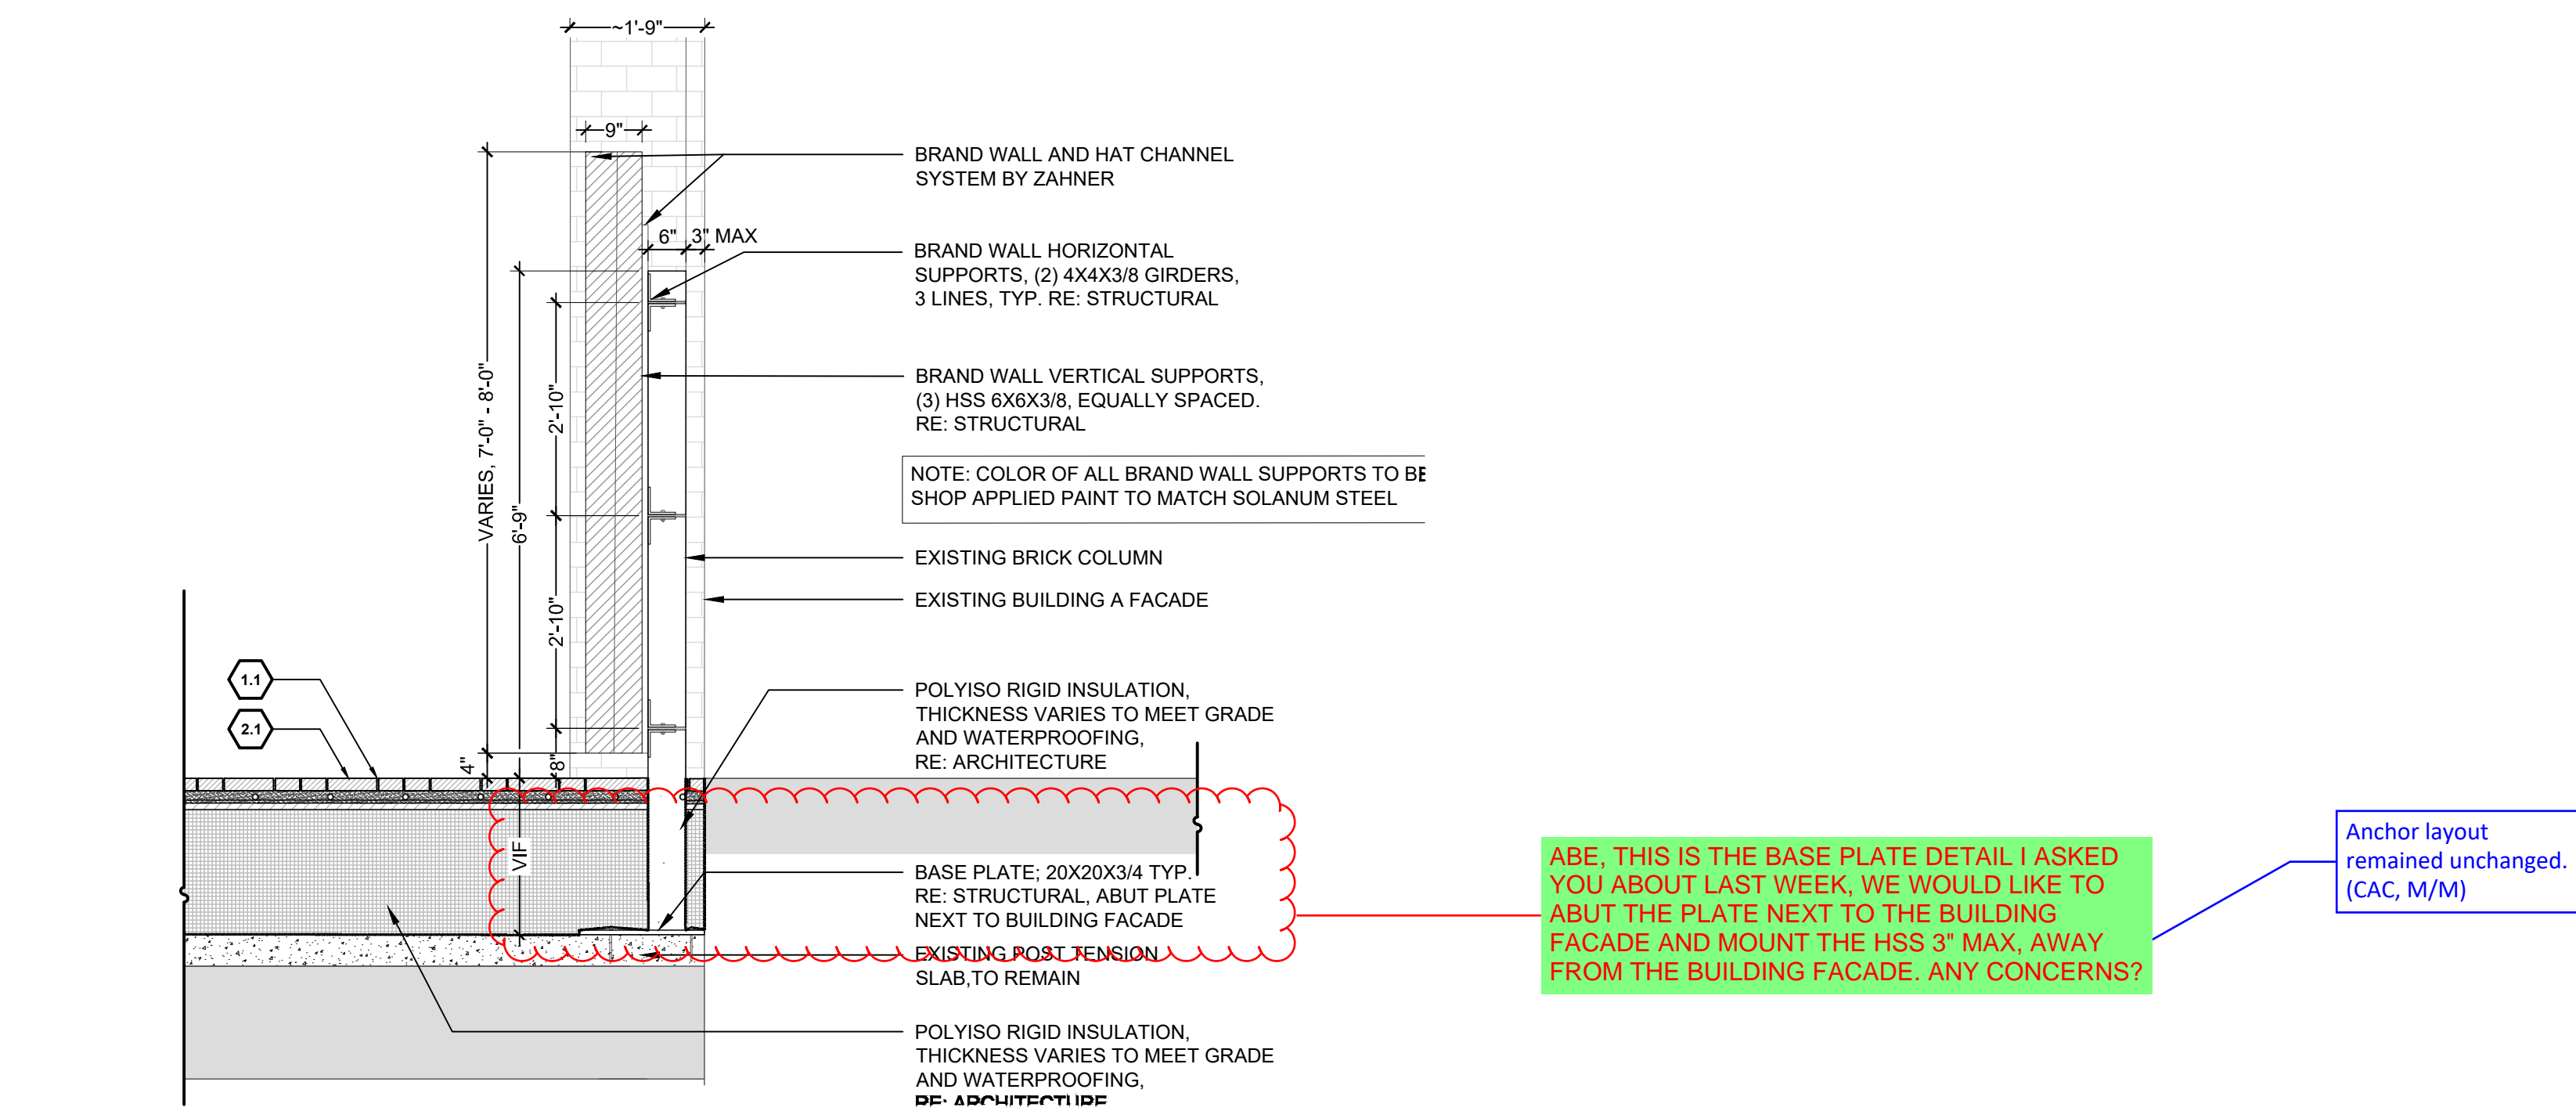 ~1'-9"
9"
BRAND WALL AND HAT CHANNEL
SYSTEM BY ZAHNER
6"
3" MAX
BRAND WALL HORIZONTAL
SUPPORTS, (2) 4X4X3/8 GIRDERS,
3 LINES, TYP. RE: STRUCTURAL
VARIES, 7'-0" - 8'-0"
6'-9"
2'-10"
BRAND WALL VERTICAL SUPPORTS,
(3) HSS 6X6X3/8, EQUALLY SPACED.
RE: STRUCTURAL
NOTE: COLOR OF ALL BRAND WALL SUPPORTS TO BE
SHOP APPLIED PAINT TO MATCH SOLANUM STEEL
EXISTING BRICK COLUMN
EXISTING BUILDING A FACADE
2'-10"
1.1
2.1
4"
8"
POLYISO RIGID INSULATION,
THICKNESS VARIES TO MEET GRADE
AND WATERPROOFING,
RE: ARCHITECTURE
VIF
BASE PLATE; 20X20X3/4 TYP.
RE: STRUCTURAL, ABUT PLATE
NEXT TO BUILDING FACADE
EXISTING POST TENSION
SLAB,TO REMAIN
POLYISO RIGID INSULATION,
THICKNESS VARIES TO MEET GRADE
AND WATERPROOFING,
RE: ARCHITECTURE
ABE, THIS IS THE BASE PLATE DETAIL I ASKED
YOU ABOUT LAST WEEK, WE WOULD LIKE TO
ABUT THE PLATE NEXT TO THE BUILDING
FACADE AND MOUNT THE HSS 3" MAX, AWAY
FROM THE BUILDING FACADE. ANY CONCERNS?
Anchor layout
remained unchanged.
(CAC, M/M)